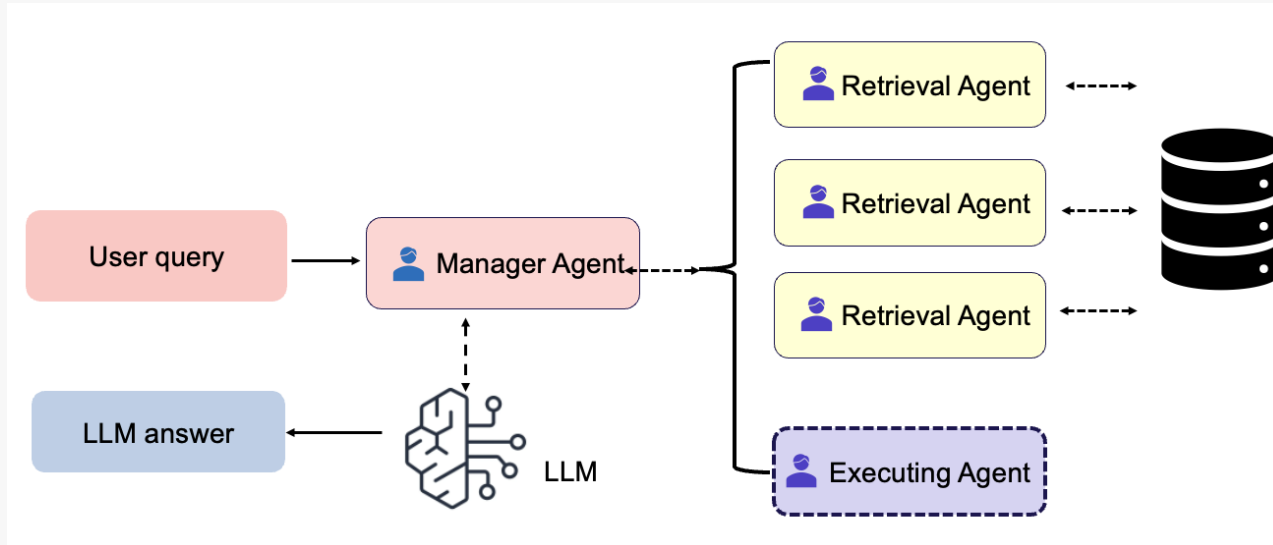 Retrieval Agent
Retrieval Agent
User query
Manager Agent
Retrieval Agent
LLM answer
LLM
Executing Agent